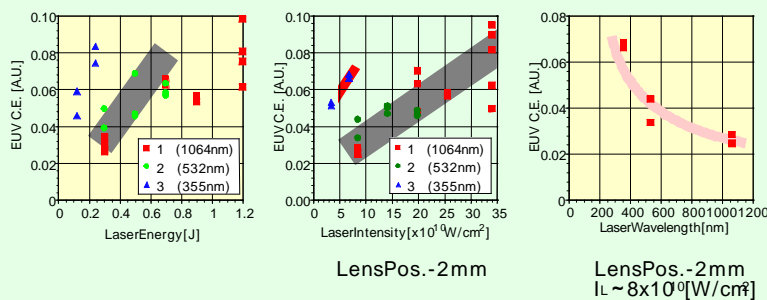 EUV C.E. [A.U.]
0.10
0.08
0.06
0.04
0.02
0.00
1 (1064nm)
2 (532nm)
3 (355nm)
0 0.2 0.4 0.6 0.8 1.0 1.2
LaserEnergy[J]
EUV C.E. [A.U.]
0.10
0.08
0.06
0.04
0.02
0.00
1 (1064nm)
2 (532nm)
3 (355nm)
0 5 10 15 20 25 30 35
LaserIntensity[x10¹⁰W/cm²]
LensPos.-2mm
EUV C.E. [A.U.]
0.08
0.06
0.04
0.02
0
0 200 400 600 800 1000 1200
LaserWavelength[nm]
LensPos.-2mm
IL~8x10¹⁰[W/cm²]